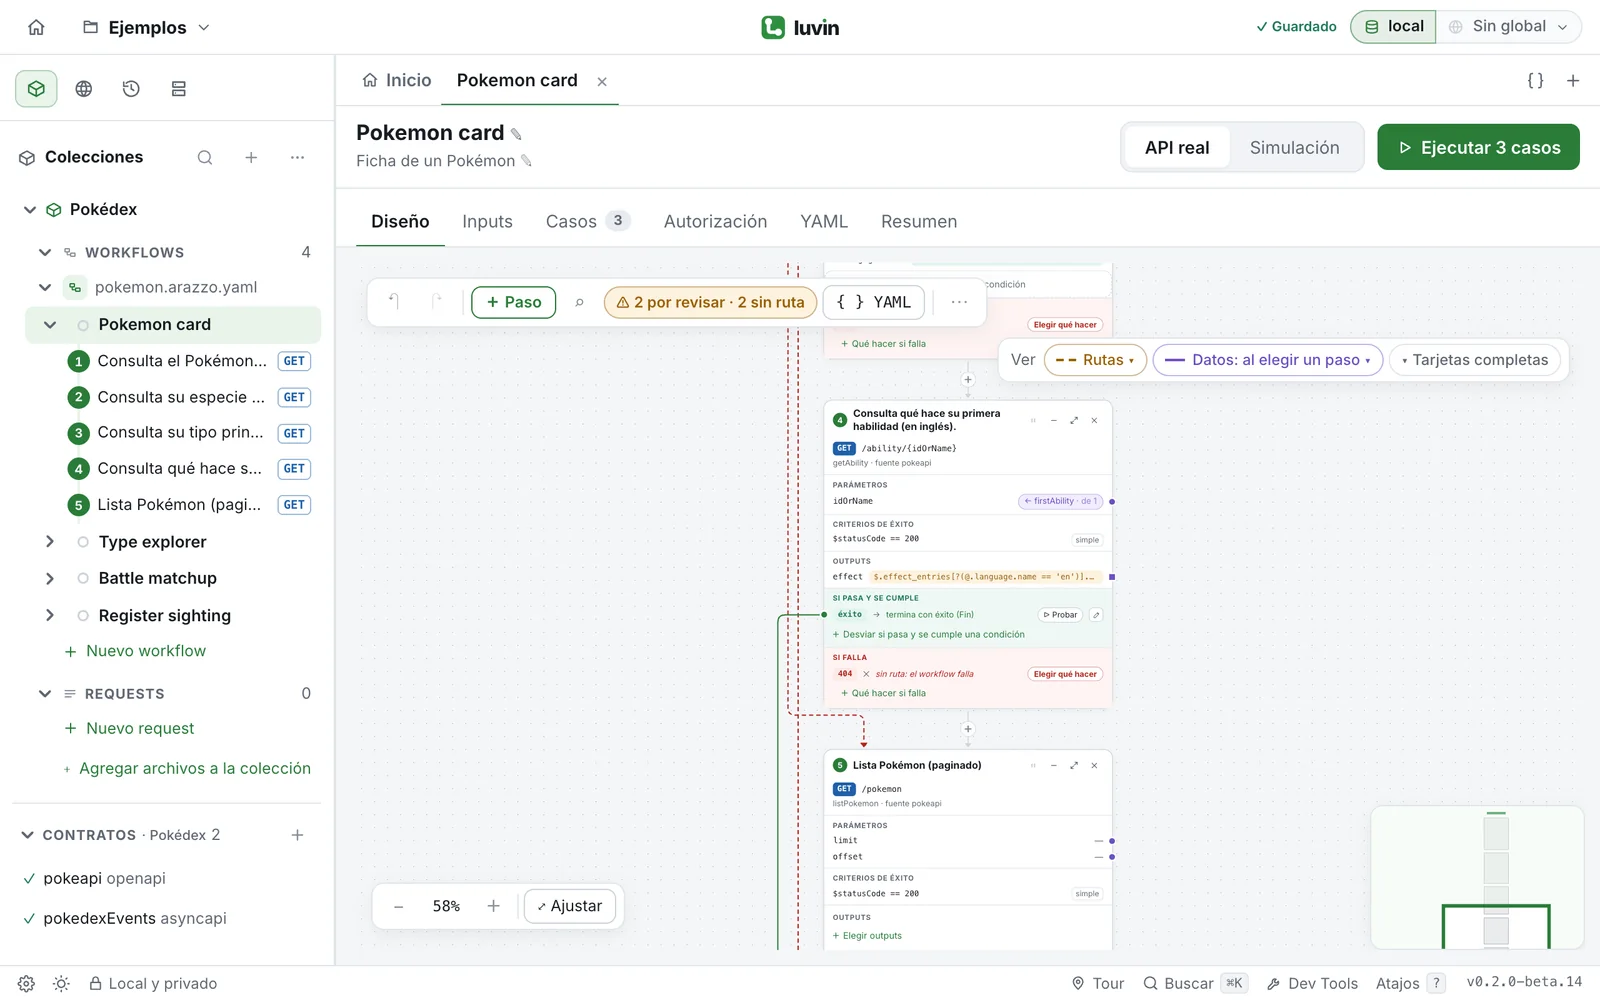 Ejemplos
luvin
Guardado
local
Sin global
Inicio
Pokemon card
Pokemon card
Ficha de un Pokémon
API real
Simulación
Ejecutar 3 casos
Colecciones
Pokédex
WORKFLOWS 4
pokemon.arazzo.yaml
Pokemon card
1 Consulta el Pokémon... GET
2 Consulta su especie ... GET
3 Consulta su tipo prin... GET
4 Consulta qué hace s... GET
5 Lista Pokémon (pagi... GET
Type explorer
Battle matchup
Register sighting
+ Nuevo workflow
REQUESTS 0
+ Nuevo request
+ Agregar archivos a la colección
CONTRATOS · Pokédex 2
pokeapi openapi
pokedexEvents asyncapi
Diseño
Inputs
Casos 3
Autorización
YAML
Resumen
+ Paso
2 por revisar · 2 sin ruta
{ } YAML
condición
Elegir qué hacer
+ Qué hacer si falla
Ver
Rutas
Datos: al elegir un paso
Tarjetas completas
4 Consulta qué hace su primera
habilidad (en inglés).
GET /ability/{idOrName}
getAbility · fuente pokeapi
PARÁMETROS
idOrName ← firstAbility · de 1
CRITERIOS DE ÉXITO
$statusCode == 200 simple
OUTPUTS
effect $.effect_entries[?(@.language.name == 'en')]....
SI PASA Y SE CUMPLE
éxito → termina con éxito (Fin) Probar
+ Desviar si pasa y se cumple una condición
SI FALLA
404 × sin ruta: el workflow falla Elegir qué hacer
+ Qué hacer si falla
5 Lista Pokémon (paginado)
GET /pokemon
listPokemon · fuente pokeapi
PARÁMETROS
limit —
offset —
CRITERIOS DE ÉXITO
$statusCode == 200 simple
OUTPUTS
+ Elegir outputs
− 58% +
Ajustar
Local y privado
Tour
Buscar ⌘K
Dev Tools
Atajos ?
v0.2.0-beta.14